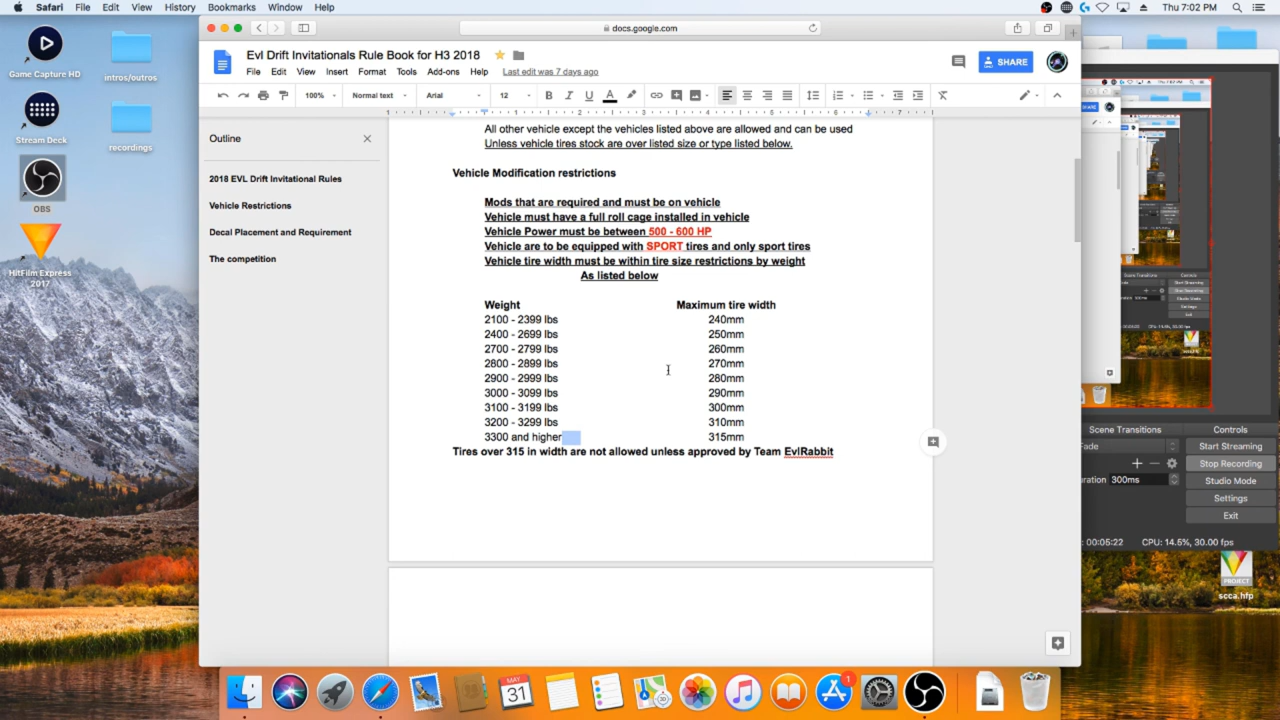 Safari File Edit View History Bookmarks Window Help
Thu 7:02 PM
Game Capture HD
intros/outros
Stream Deck
recordings
OBS
HitFilm Express
2017
docs.google.com
Evl Drift Invitationals Rule Book for H3 2018
SHARE
File Edit View Insert Format Tools Add-ons Help Last edit was 7 days ago
100% Normal text 12 B I U A
1 2 3 4 5 6 7
Outline
2018 EVL Drift Invitational Rules
Vehicle Restrictions
Decal Placement and Requirement
The competition
All other vehicle except the vehicles listed above are allowed and can be used
Unless vehicle tires stock are over listed size or type listed below.
Vehicle Modification restrictions
Mods that are required and must be on vehicle
Vehicle must have a full roll cage installed in vehicle
Vehicle Power must be between 500 - 600 HP
Vehicle are to be equipped with SPORT tires and only sport tires
Vehicle tire width must be within tire size restrictions by weight
As listed below
Weight Maximum tire width
2100 - 2399 lbs 240mm
2400 - 2699 lbs 250mm
2700 - 2799 lbs 260mm
2800 - 2899 lbs 270mm
2900 - 2999 lbs 280mm
3000 - 3099 lbs 290mm
3100 - 3199 lbs 300mm
3200 - 3299 lbs 310mm
3300 and higher 315mm
Tires over 315 in width are not allowed unless approved by Team EvlRabbit
Scene Transitions Controls
Fade
Start Streaming
Stop Recording
uration 300ms
Studio Mode
Settings
Exit
: 00:05:22 CPU: 14.5%, 30.00 fps
PROJECT
scca.hfp
MAY
31
1